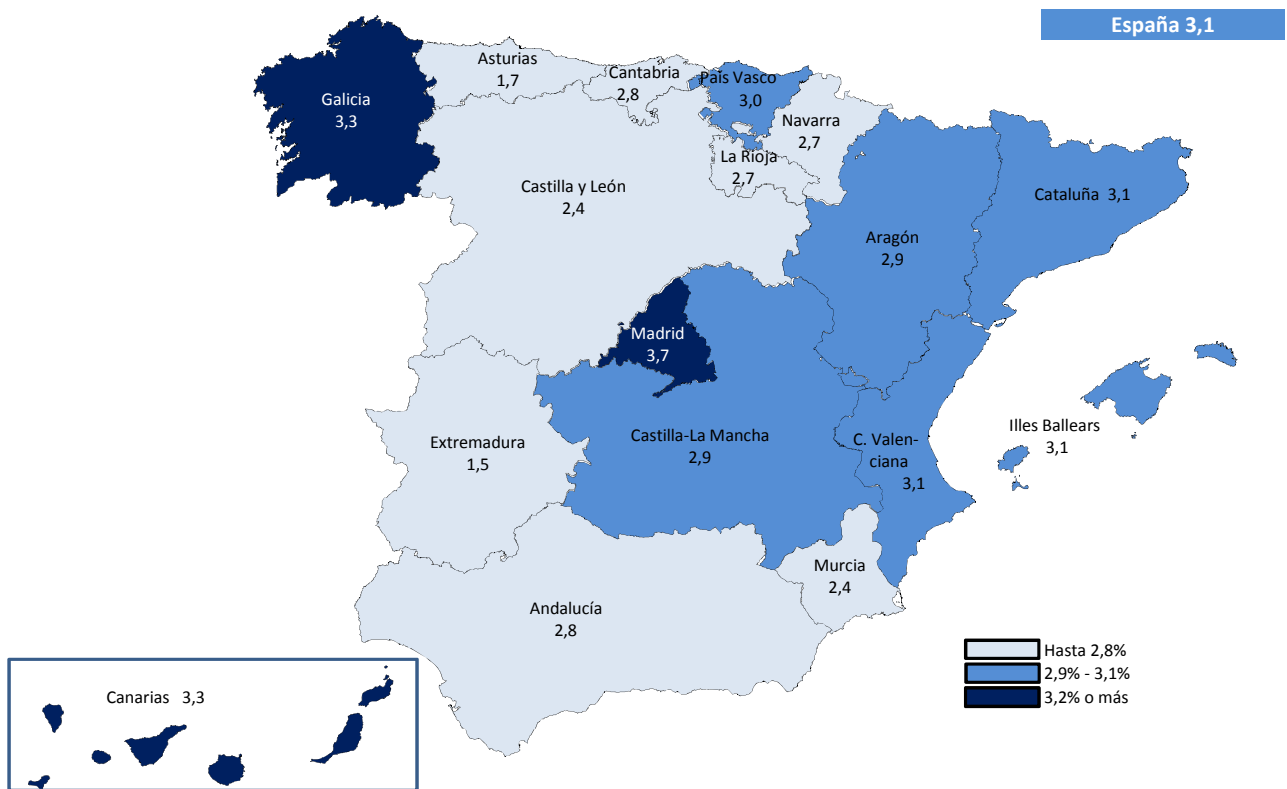 España 3,1
Asturias
1,7
Cantabria
2,8
País Vasco
3,0
Galicia
3,3
Navarra
2,7
La Rioja
2,7
Castilla y León
2,4
Cataluña 3,1
Aragón
2,9
Madrid
3,7
Illes Ballears
3,1
Extremadura
1,5
Castilla-La Mancha
2,9
C. Valen-
ciana
3,1
Murcia
2,4
Andalucía
2,8
Canarias 3,3
Hasta 2,8%
2,9% - 3,1%
3,2% o más